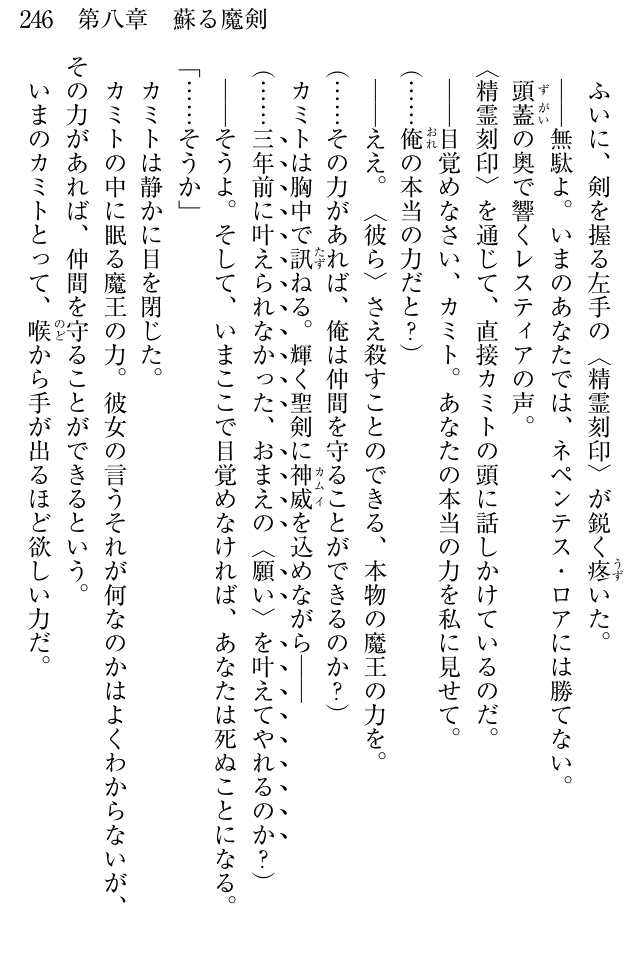 246　第八章　蘇る魔剣
ふいに、剣を握る左手の〈精霊刻印〉が鋭く疼いた。
――無駄よ。いまのあなたでは、ネペンテス・ロアには勝てない。
頭蓋の奥で響くレスティアの声。
〈精霊刻印〉を通じて、直接カミトの頭に話しかけているのだ。
――目覚めなさい、カミト。あなたの本当の力を私に見せて。
(……俺の本当の力だと?)
――ええ。〈彼ら〉さえ殺すことのできる、本物の魔王の力を。
(……その力があれば、俺は仲間を守ることができるのか?)
カミトは胸中で訊ねる。輝く聖剣に神威を込めながら――
(……三年前に叶えられなかった、おまえの〈願い〉を叶えてやれるのか?)
――そうよ。そして、いまここで目覚めなければ、あなたは死ぬことになる。
「……そうか」
カミトは静かに目を閉じた。
カミトの中に眠る魔王の力。彼女の言うそれが何なのかはよくわからないが、
その力があれば、仲間を守ることができるという。
いまのカミトとって、喉から手が出るほど欲しい力だ。